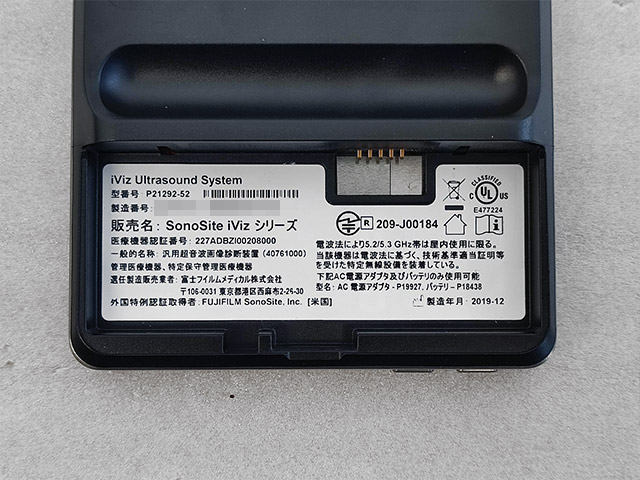 iViz Ultrasound System
型番号 P21292-52
製造番号:
販売名: SonoSite iViz シリーズ
医療機器認証番号: 227ADBZI00208000
一般的名称: 汎用超音波画像診断装置 (40761000)
管理医療機器、特定保守管理医療機器
選任製造販売業者: 富士フイルムメディカル株式会社
〒106-0031 東京都港区西麻布2-26-30
外国特例認証取得者: FUJIFILM SonoSite, Inc. [米国]
CLASSIFIED
C UL US
E477224
R 209-J00184
電波法により5.2/5.3 GHz帯は屋内使用に限る。
当該機器は電波法に基づく、技術基準適合証明等
を受けた特定無線設備を装着している。
下記AC電源アダプタ及びバッテリのみ使用可能
型名: AC 電源アダプタ - P19927, バッテリ – P18438
製造年月 : 2019-12